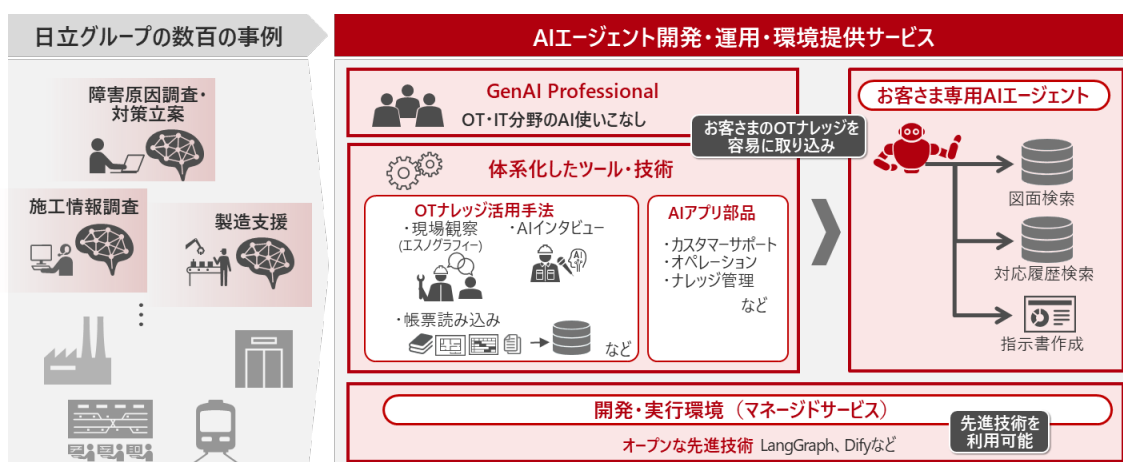 日立グループの数百の事例
障害原因調査・
対策立案
施工情報調査
製造支援
AIエージェント開発・運用・環境提供サービス
GenAI Professional
OT・IT分野のAI使いこなし
お客さまのOTナレッジを
容易に取り込み
体系化したツール・技術
OTナレッジ活用手法
・現場観察
(エスノグラフィー)
・AIインタビュー
AI
・帳票読み込み
など
AIアプリ部品
・カスタマーサポート
・オペレーション
・ナレッジ管理
など
お客さま専用AIエージェント
図面検索
対応履歴検索
指示書作成
開発・実行環境（マネージドサービス）
先進技術を
利用可能
オープンな先進技術 LangGraph、Difyなど